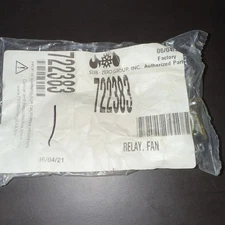 722383
SUB-ZERO GROUP, INC.
Factory
Authorized Parts
722383
RELAY, FAN
05/04/21